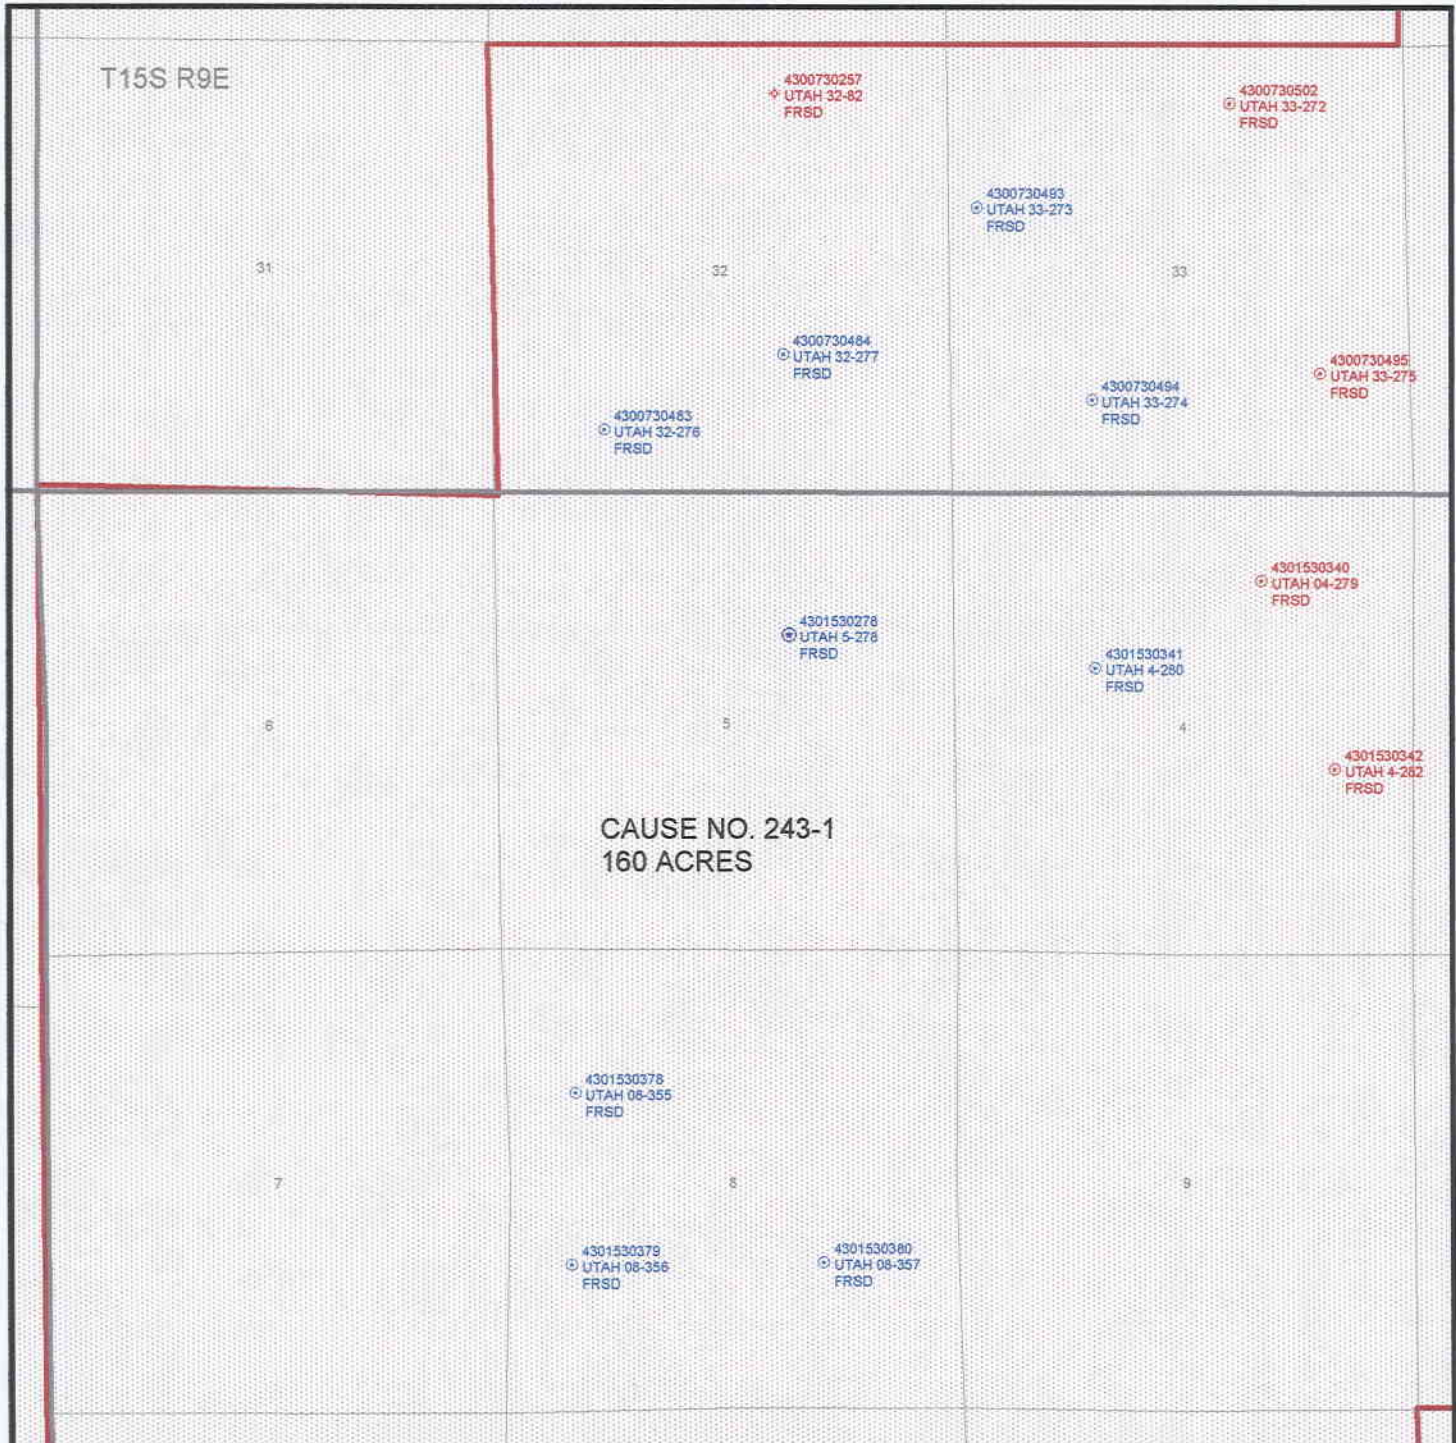 T15S R9E
4300730257
UTAH 32-82
FRSD
4300730502
UTAH 33-272
FRSD
4300730493
UTAH 33-273
FRSD
31
32
33
4300730484
UTAH 32-277
FRSD
4300730495
UTAH 33-275
FRSD
4300730494
UTAH 33-274
FRSD
4300730483
UTAH 32-276
FRSD
4301530340
UTAH 04-279
FRSD
4301530278
UTAH 5-278
FRSD
4301530341
UTAH 4-280
FRSD
6
5
4
4301530342
UTAH 4-282
FRSD
CAUSE NO. 243-1
160 ACRES
4301530378
UTAH 08-355
FRSD
7
8
9
4301530379
UTAH 08-356
FRSD
4301530380
UTAH 08-357
FRSD